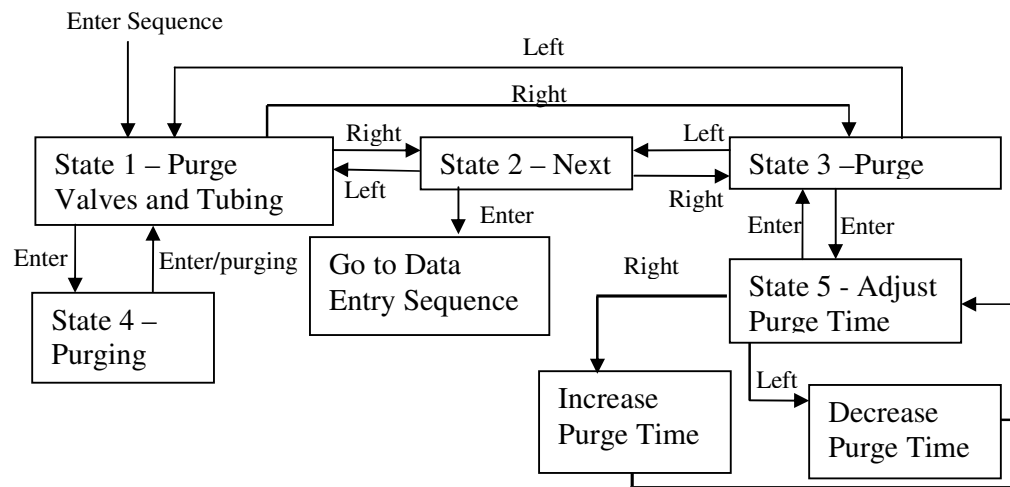 Enter Sequence
Left
Right
State 1 – Purge
Valves and Tubing
Right
Left
State 2 – Next
Left
Right
State 3 –Purge
Enter
Enter/purging
Enter
Enter
Enter
State 4 –
Purging
Go to Data
Entry Sequence
Right
State 5 - Adjust
Purge Time
Left
Increase
Purge Time
Decrease
Purge Time